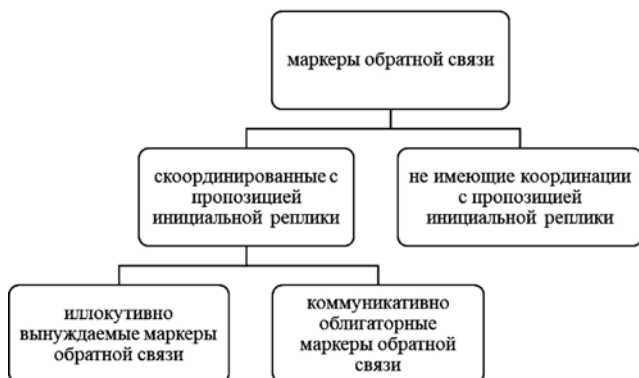 маркеры обратной связи
скоординированные с
пропозицией
инициальной реплики
не имеющие координации
с пропозицией
инициальной реплики
иллокутивно
вынуждаемые маркеры
обратной связи
коммуникативно
облигаторные
маркеры обратной
связи